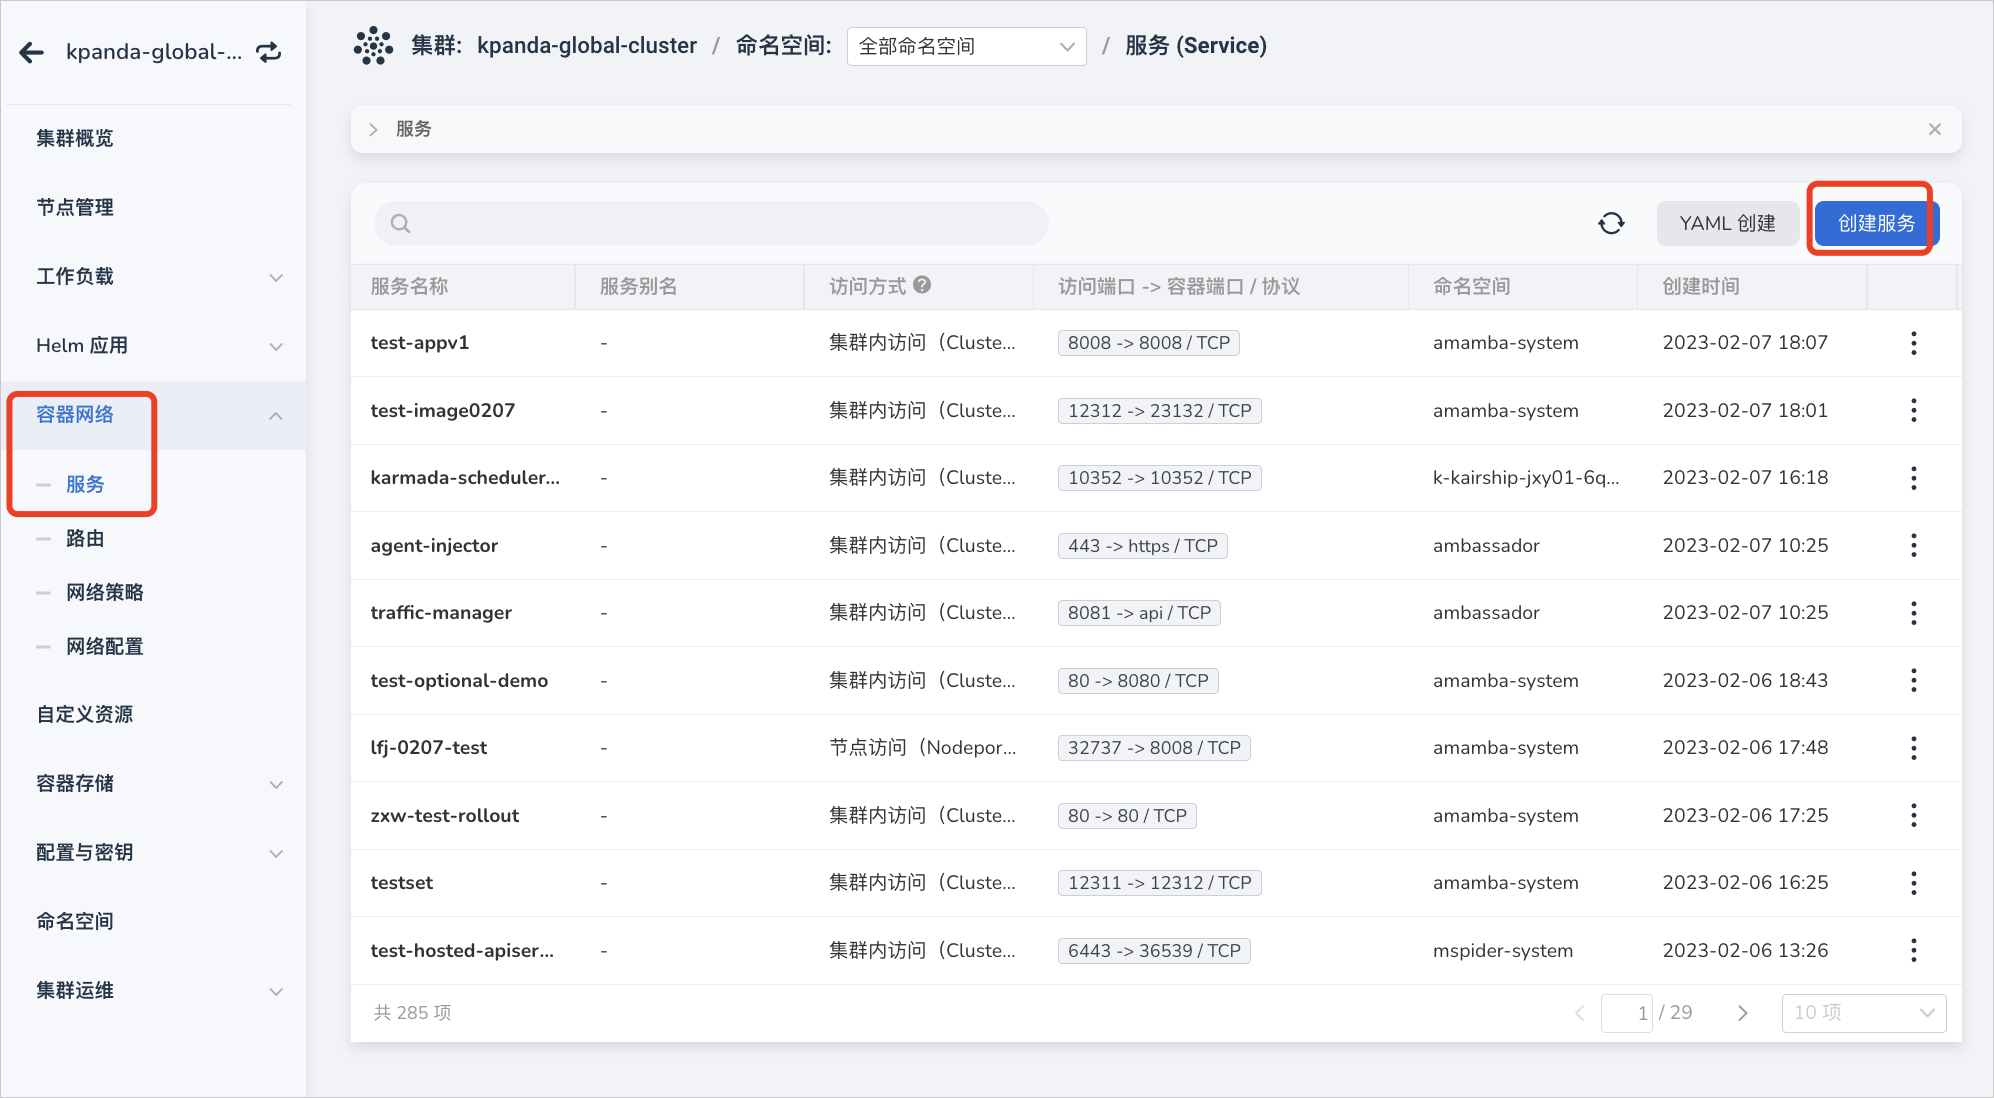 kpanda-global-...
集群概览
节点管理
工作负载
Helm 应用
容器网络
服务
路由
网络策略
网络配置
自定义资源
容器存储
配置与密钥
命名空间
集群运维
集群: kpanda-global-cluster / 命名空间: 全部命名空间 / 服务 (Service)
服务
YAML 创建 创建服务
服务名称 服务别名 访问方式 ? 访问端口 -> 容器端口 / 协议 命名空间 创建时间
test-appv1 - 集群内访问（Cluste... 8008 -> 8008 / TCP amamba-system 2023-02-07 18:07
test-image0207 - 集群内访问（Cluste... 12312 -> 23132 / TCP amamba-system 2023-02-07 18:01
karmada-scheduler... - 集群内访问（Cluste... 10352 -> 10352 / TCP k-kairship-jxy01-6q... 2023-02-07 16:18
agent-injector - 集群内访问（Cluste... 443 -> https / TCP ambassador 2023-02-07 10:25
traffic-manager - 集群内访问（Cluste... 8081 -> api / TCP ambassador 2023-02-07 10:25
test-optional-demo - 集群内访问（Cluste... 80 -> 8080 / TCP amamba-system 2023-02-06 18:43
lfj-0207-test - 节点访问（Nodepor... 32737 -> 8008 / TCP amamba-system 2023-02-06 17:48
zxw-test-rollout - 集群内访问（Cluste... 80 -> 80 / TCP amamba-system 2023-02-06 17:25
testset - 集群内访问（Cluste... 12311 -> 12312 / TCP amamba-system 2023-02-06 16:25
test-hosted-apiser... - 集群内访问（Cluste... 6443 -> 36539 / TCP mspider-system 2023-02-06 13:26
共 285 项 1 / 29 10 项